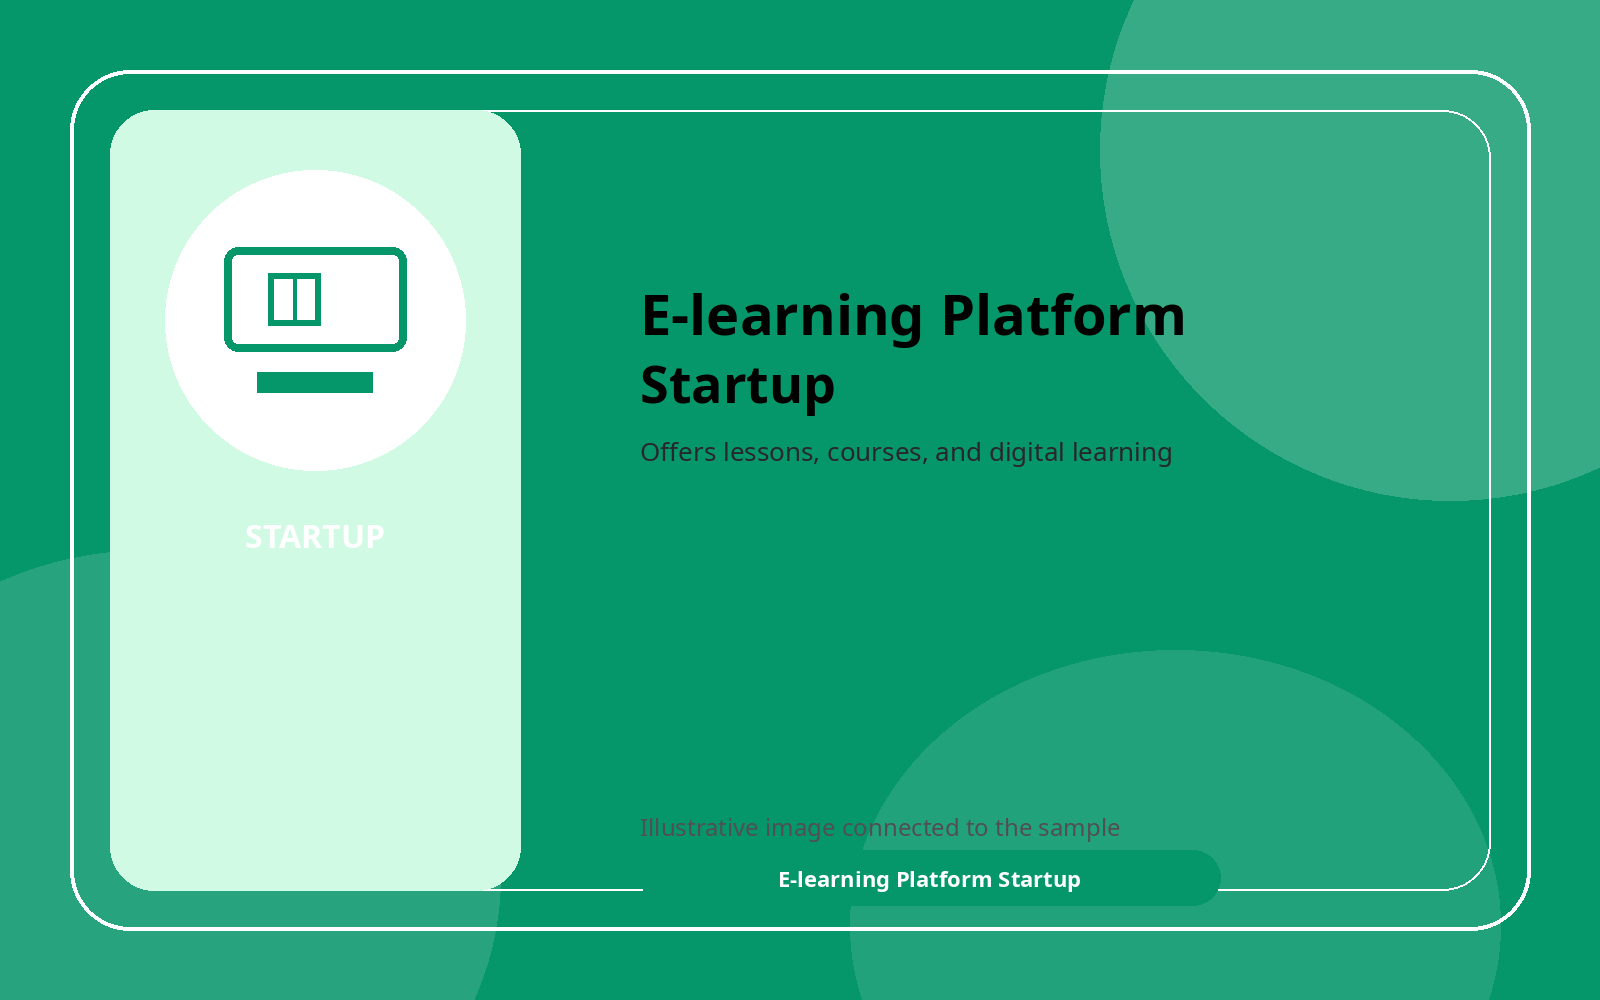 STARTUP
E-learning Platform
Startup
Offers lessons, courses, and digital learning
Illustrative image connected to the sample
E-learning Platform Startup